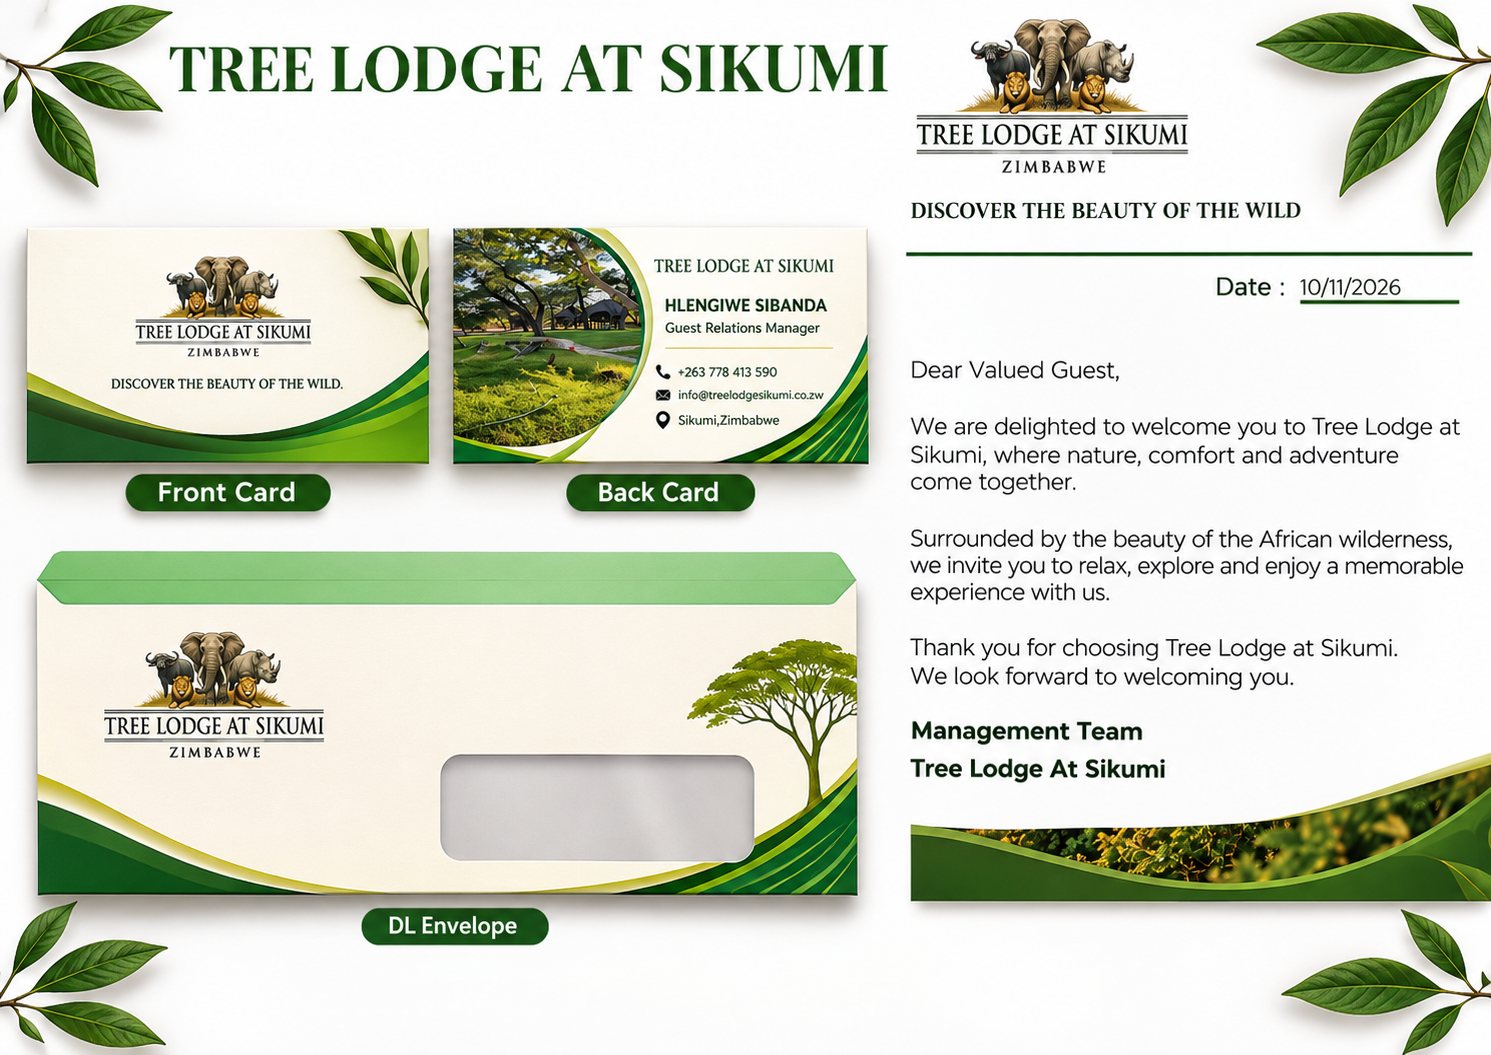 TREE LODGE AT SIKUMI
TREE LODGE AT SIKUMI
ZIMBABWE
DISCOVER THE BEAUTY OF THE WILD
Date : 10/11/2026
Dear Valued Guest,
We are delighted to welcome you to Tree Lodge at
Sikumi, where nature, comfort and adventure
come together.
Surrounded by the beauty of the African wilderness,
we invite you to relax, explore and enjoy a memorable
experience with us.
Thank you for choosing Tree Lodge at Sikumi.
We look forward to welcoming you.
Management Team
Tree Lodge At Sikumi
TREE LODGE AT SIKUMI
ZIMBABWE
DISCOVER THE BEAUTY OF THE WILD.
Front Card
TREE LODGE AT SIKUMI
HLENGIWE SIBANDA
Guest Relations Manager
+263 778 413 590
info@treelodgesikumi.co.zw
Sikumi,Zimbabwe
Back Card
TREE LODGE AT SIKUMI
ZIMBABWE
DL Envelope